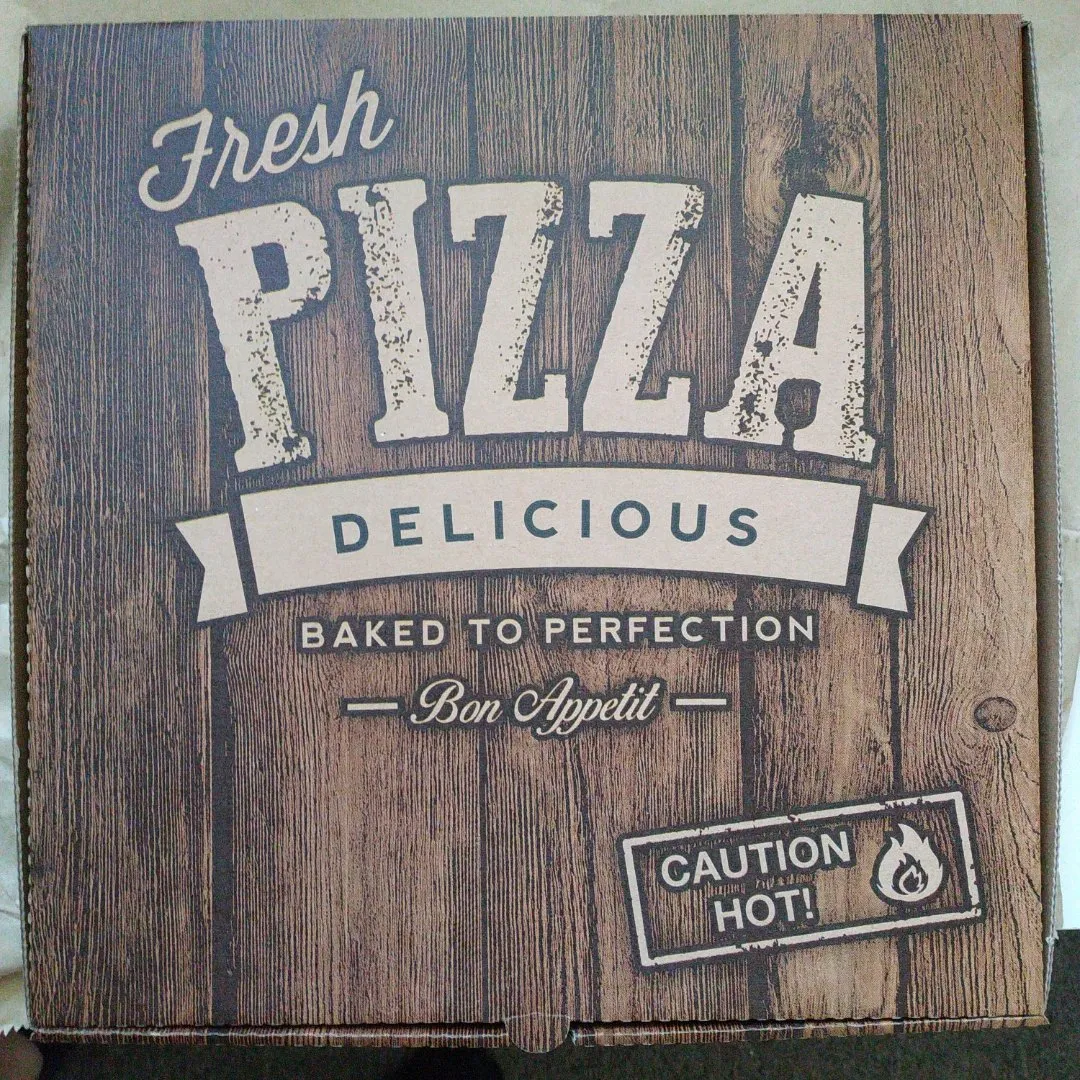 Fresh
PIZZA
DELICIOUS
BAKED TO PERFECTION
Bon Appetit
CAUTION
HOT!